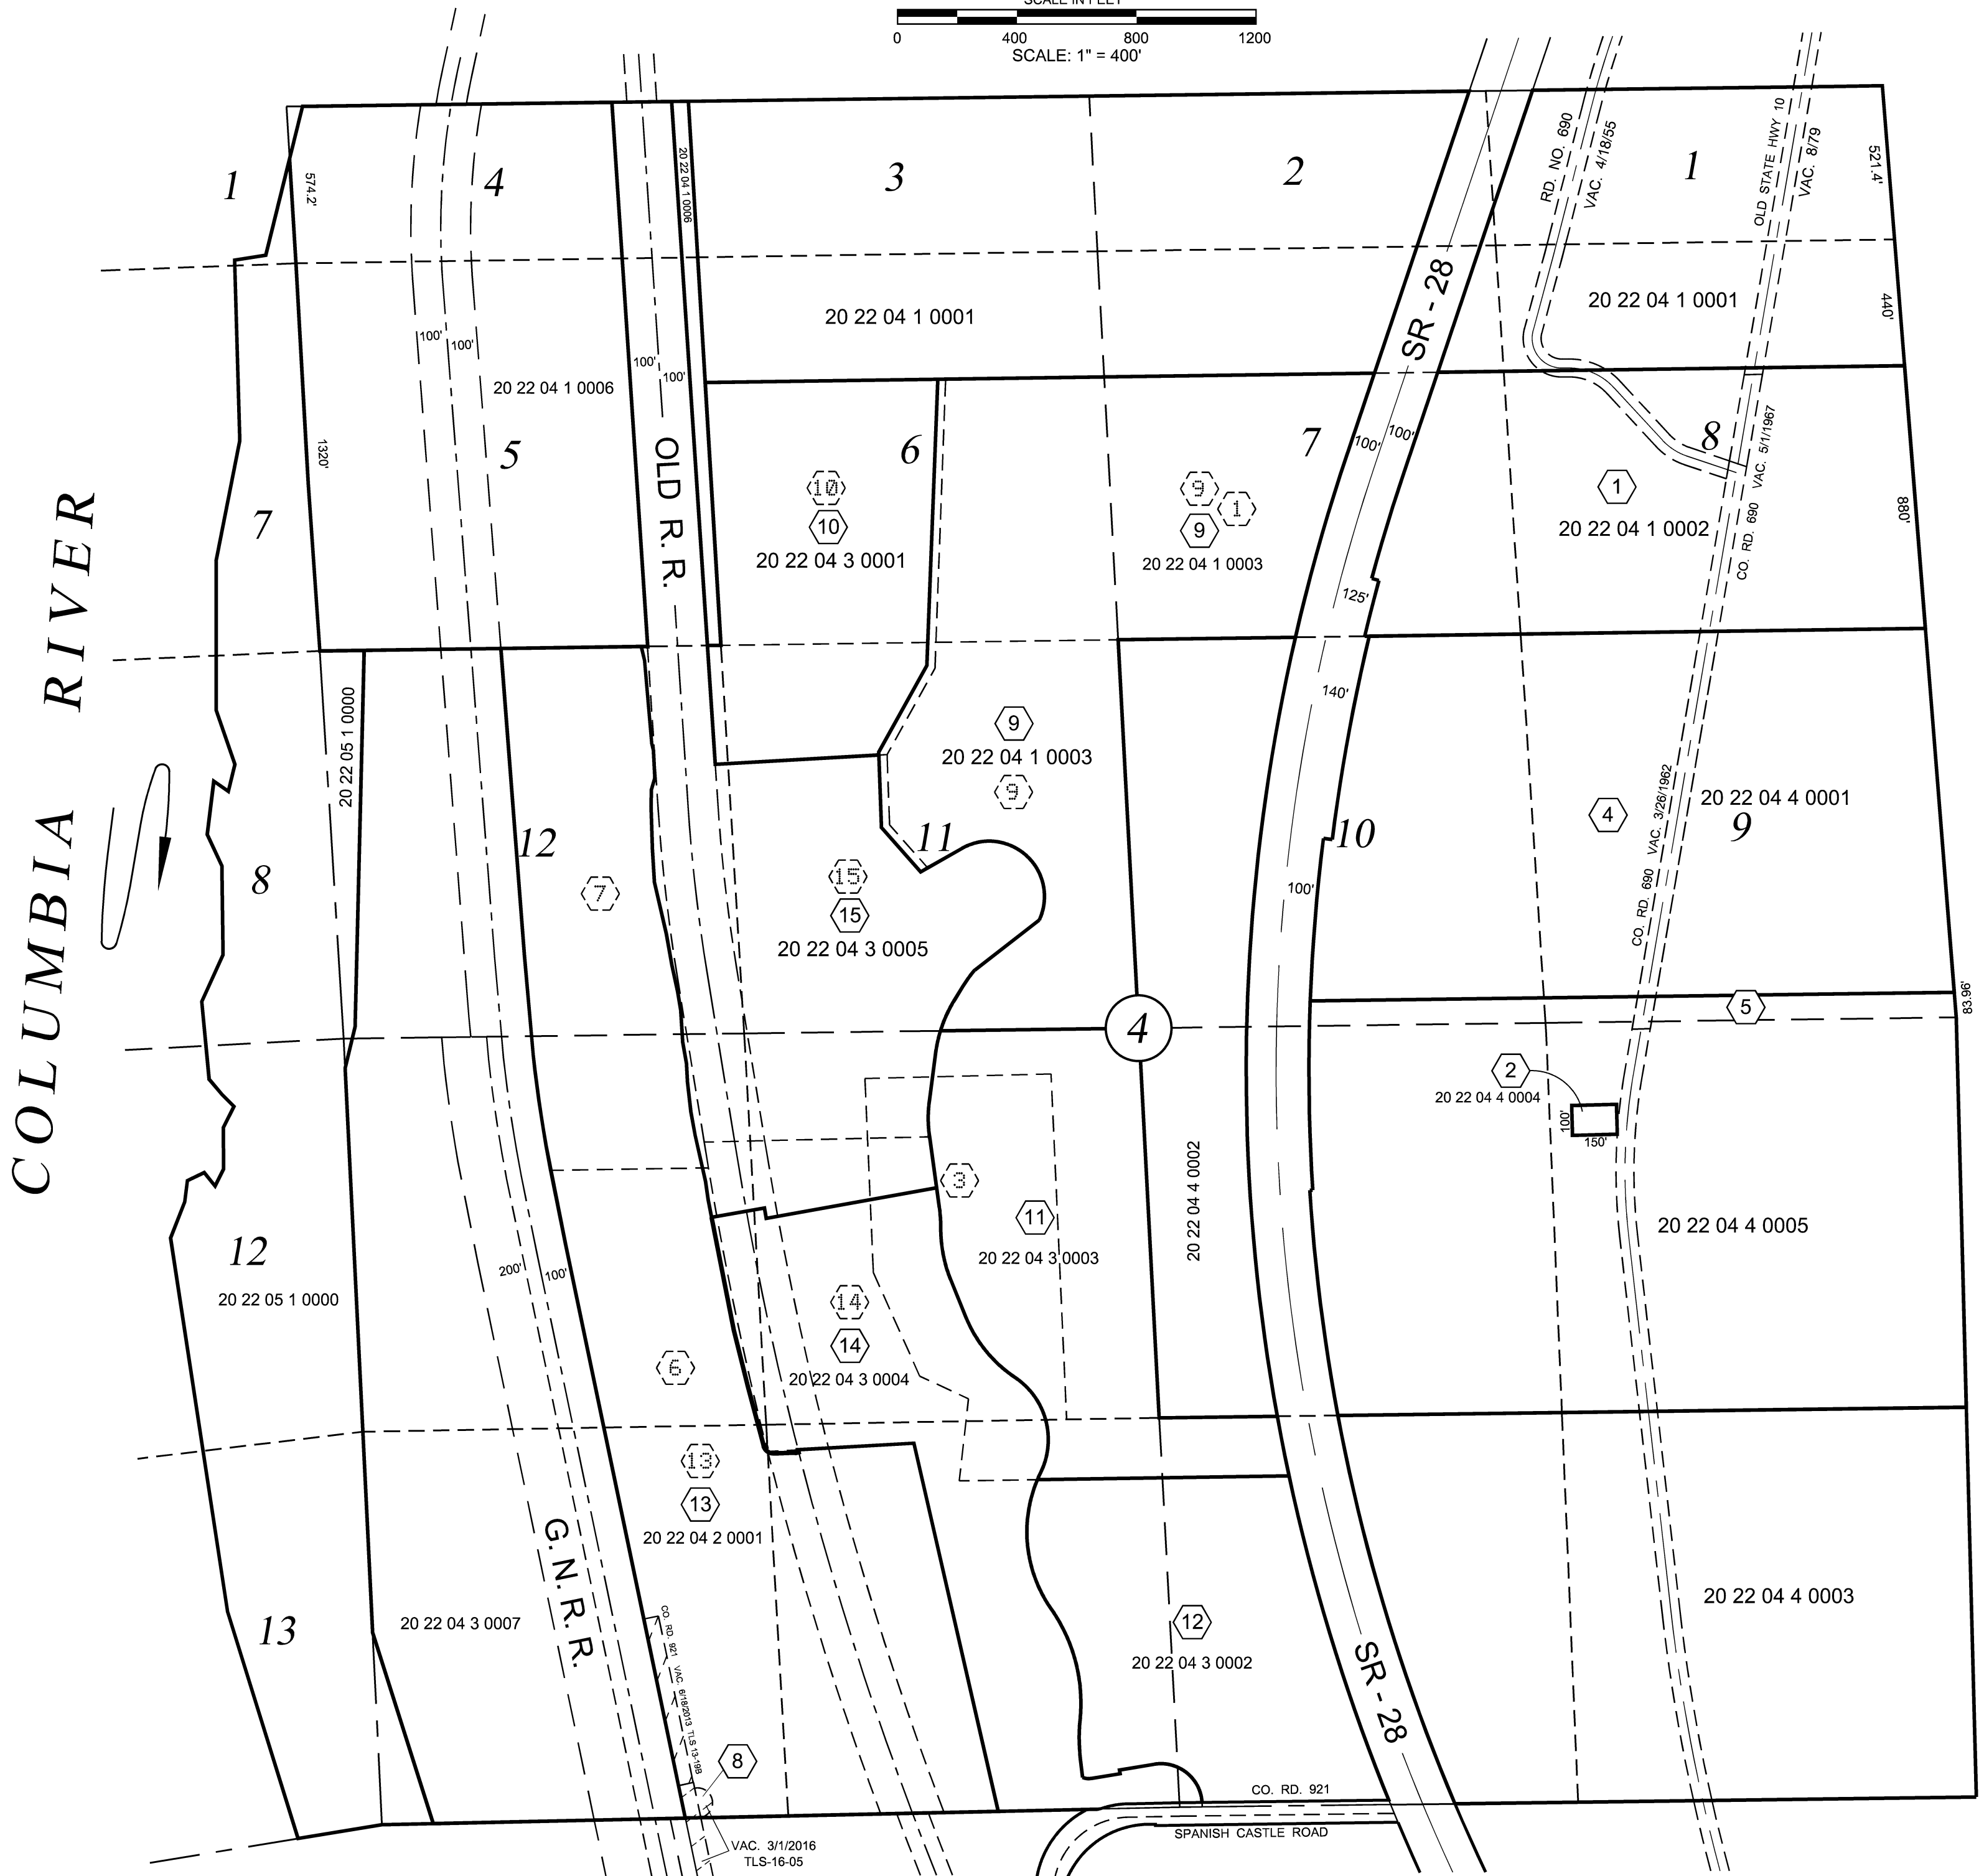 SCALE IN FEET
0 400 800 1200
SCALE: 1" = 400'
1
4
3
2
1
574.2'
20 22 04 1 0006
RD. NO. 690
VAC. 4/18/55
OLD STATE HWY 10
VAC. 8/79
521.4'
SR - 28
20 22 04 1 0001
20 22 04 1 0001
440'
100'
100'
100'
100'
20 22 04 1 0006
5
1320'
7
OLD R. R.
6
10
10
20 22 04 3 0001
9
1
9
20 22 04 1 0003
7
100'
100'
125'
8
1
20 22 04 1 0002
CO. RD. 690 VAC. 5/1/1967
880'
COLUMBIA RIVER
20 22 05 1 0000
140'
9
20 22 04 1 0003
9
8
12
7
11
15
15
20 22 04 3 0005
10
100'
4
20 22 04 4 0001
9
CO. RD. 690 VAC. 3/26/1962
4
5
83.96'
2
20 22 04 4 0004
100'
150'
3
11
20 22 04 3 0003
20 22 04 4 0002
20 22 04 4 0005
12
20 22 05 1 0000
200'
100'
14
14
20 22 04 3 0004
6
13
13
20 22 04 2 0001
G. N. R. R.
13
20 22 04 3 0007
CO. RD. 921 VAC. 6/18/2013 TLS 13-19B
12
20 22 04 3 0002
20 22 04 4 0003
SR - 28
8
CO. RD. 921
SPANISH CASTLE ROAD
VAC. 3/1/2016
TLS-16-05